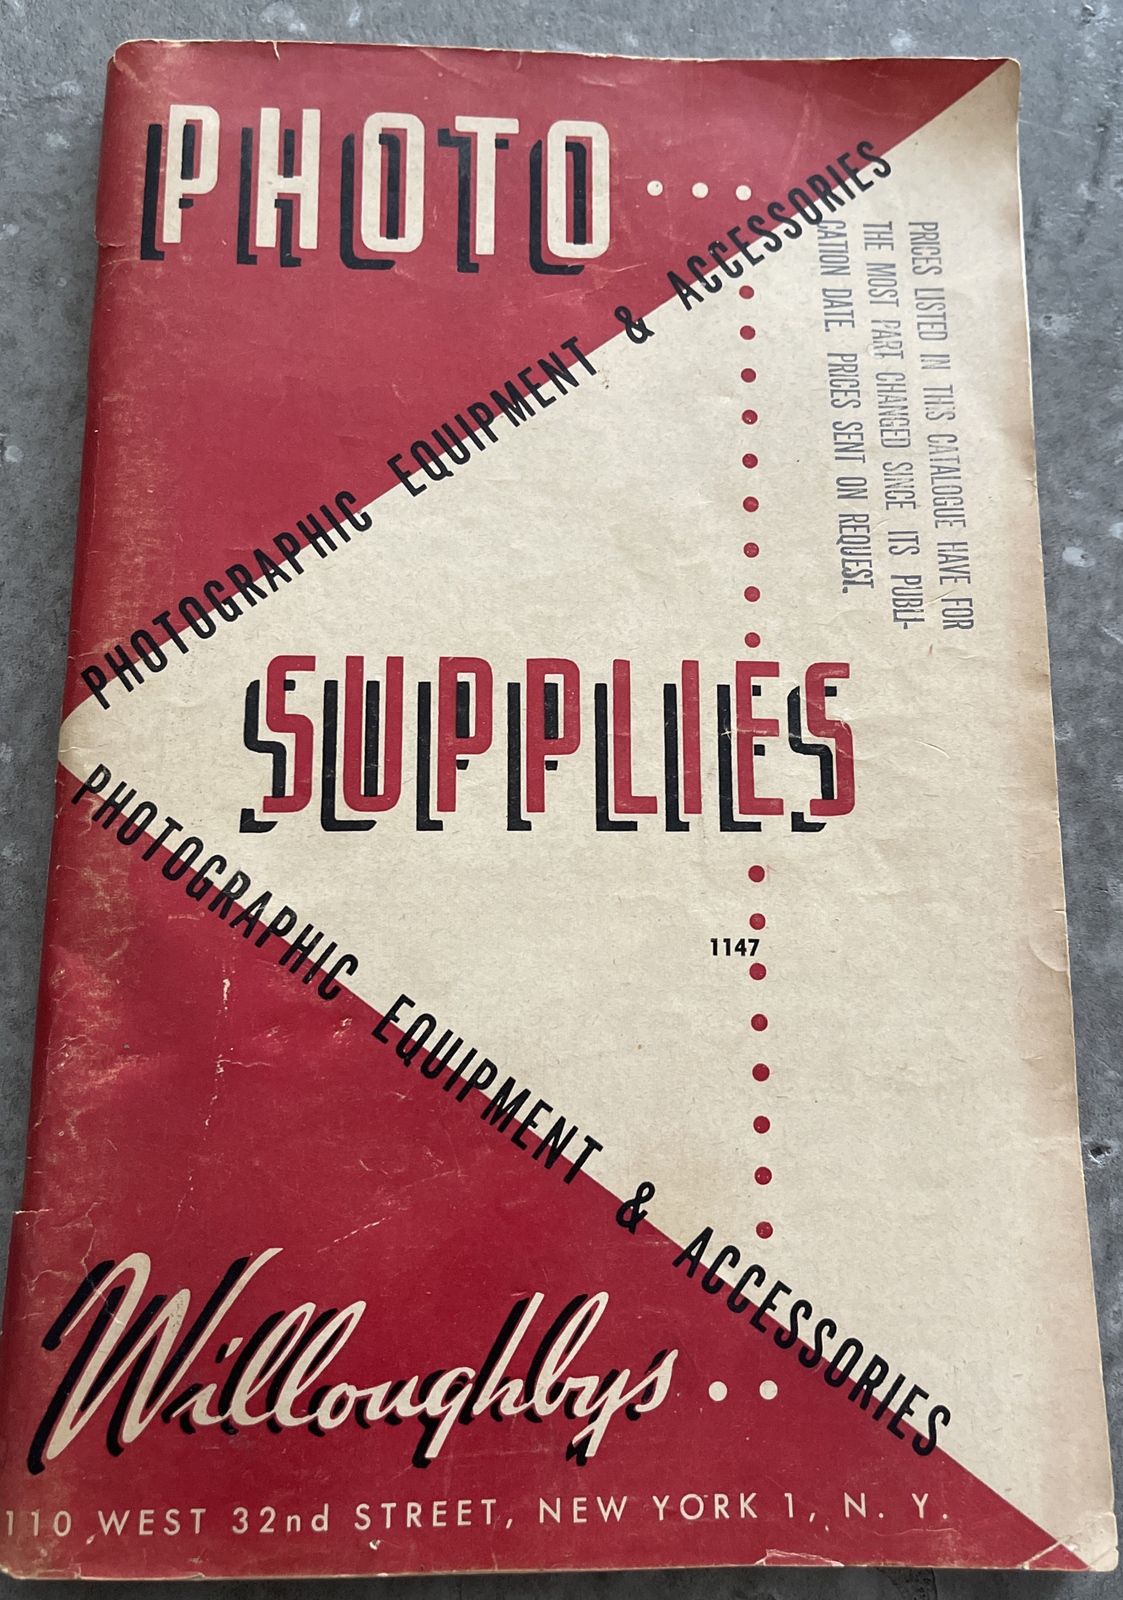 PHOTO...
PHOTOGRAPHIC EQUIPMENT & ACCESSORIES
PRICES LISTED IN THIS CATALOGUE HAVE FOR
THE MOST PART CHANGED SINCE ITS PUBLI-
CATION DATE. PRICES SENT ON REQUEST.
SUPPLIES
1147
PHOTOGRAPHIC EQUIPMENT & ACCESSORIES
Willoughbys..
110 WEST 32nd STREET, NEW YORK 1, N. Y.